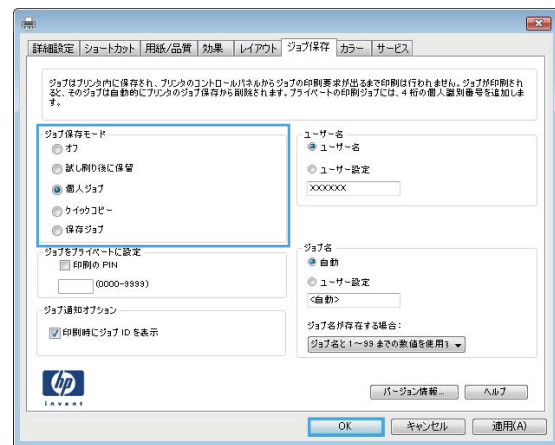 詳細設定 ショートカット 用紙/品質 効果 レイアウト ジョブ保存 カラー サービス
ジョブはプリンタ内に保存され、プリンタのコントロールパネルからジョブの印刷要求が出るまで印刷は行われません。ジョブが印刷され
ると、そのジョブは自動的にプリンタのジョブ保存から削除されます。プライベートの印刷ジョブには、4 桁の個人識別番号を追加しま
す。
ジョブ保存モード
オフ
試し刷り後に保留
個人ジョブ
クイックコピー
保存ジョブ
ユーザー名
ユーザー名
ユーザー設定
XXXXXX
ジョブをプライベートに設定
印刷の PIN
(0000-9999)
ジョブ名
自動
ユーザー設定
<自動>
ジョブ通知オプション
印刷時にジョブ ID を表示
ジョブ名が存在する場合:
ジョブ名と 1～99 までの数値を使用
hp
invent
バージョン情報... ヘルプ
OK キャンセル 適用(A)